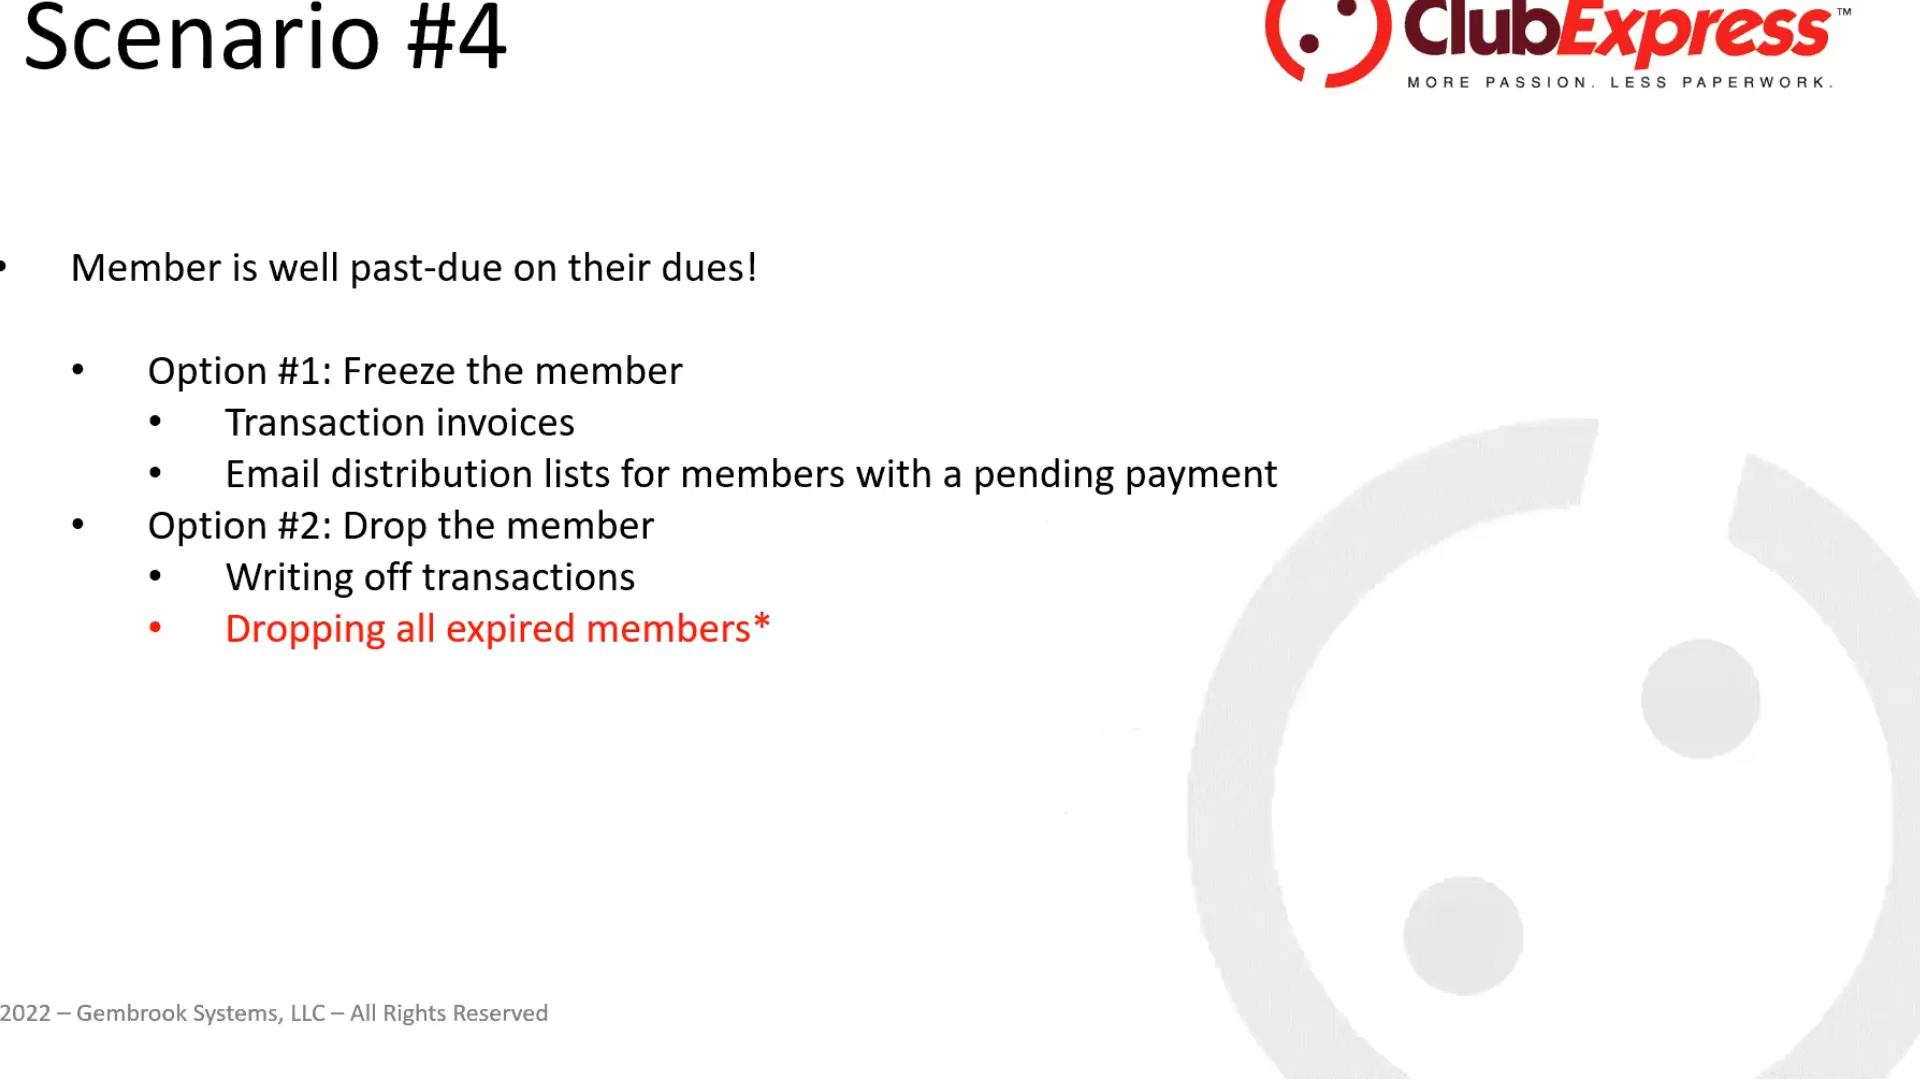 Scenario #4
ClubExpress™
MORE PASSION. LESS PAPERWORK.
• Member is well past-due on their dues!
• Option #1: Freeze the member
• Transaction invoices
• Email distribution lists for members with a pending payment
• Option #2: Drop the member
• Writing off transactions
• Dropping all expired members*
2022 – Gembrook Systems, LLC – All Rights Reserved